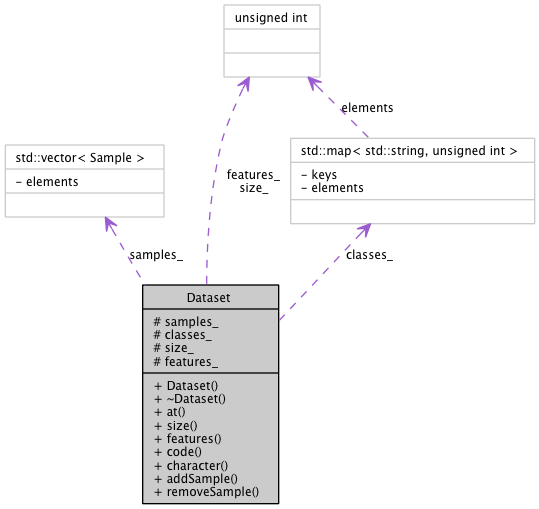 unsigned int
elements
std::vector< Sample >
- elements
std::map< std::string, unsigned int >
- keys
- elements
features_
size_
samples_
classes_
Dataset
# samples_
# classes_
# size_
# features_
+ Dataset()
+ ~Dataset()
+ at()
+ size()
+ features()
+ code()
+ character()
+ addSample()
+ removeSample()